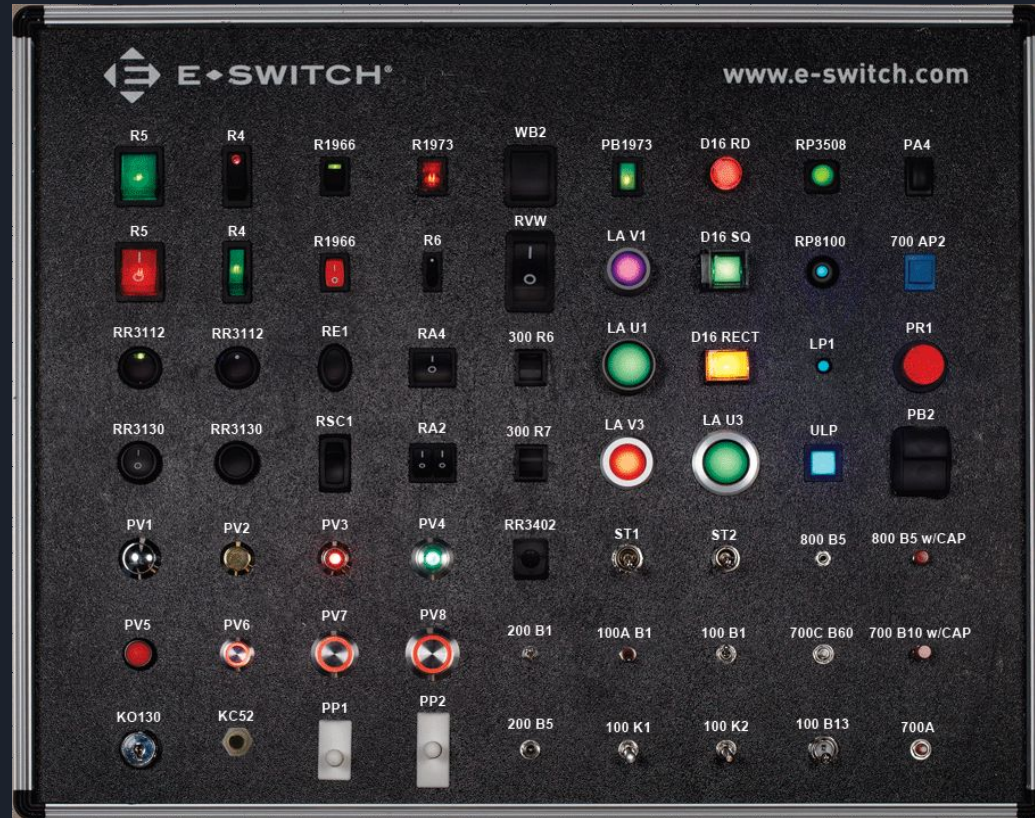 E-SWITCH®
www.e-switch.com
R5 R4 R1966 R1973 WB2 PB1973 D16 RD RP3508 PA4
R5 R4 R1966 R6 RVW LA V1 D16 SQ RP8100 700 AP2
RR3112 RR3112 RE1 RA4 300 R6 LA U1 D16 RECT LP1 PR1
RR3130 RR3130 RSC1 RA2 300 R7 LA V3 LA U3 ULP PB2
PV1 PV2 PV3 PV4 RR3402 ST1 ST2 800 B5 800 B5 w/CAP
PV5 PV6 PV7 PV8 200 B1 100A B1 100 B1 700C B60 700 B10 w/CAP
KO130 KC52 PP1 PP2 200 B5 100 K1 100 K2 100 B13 700A